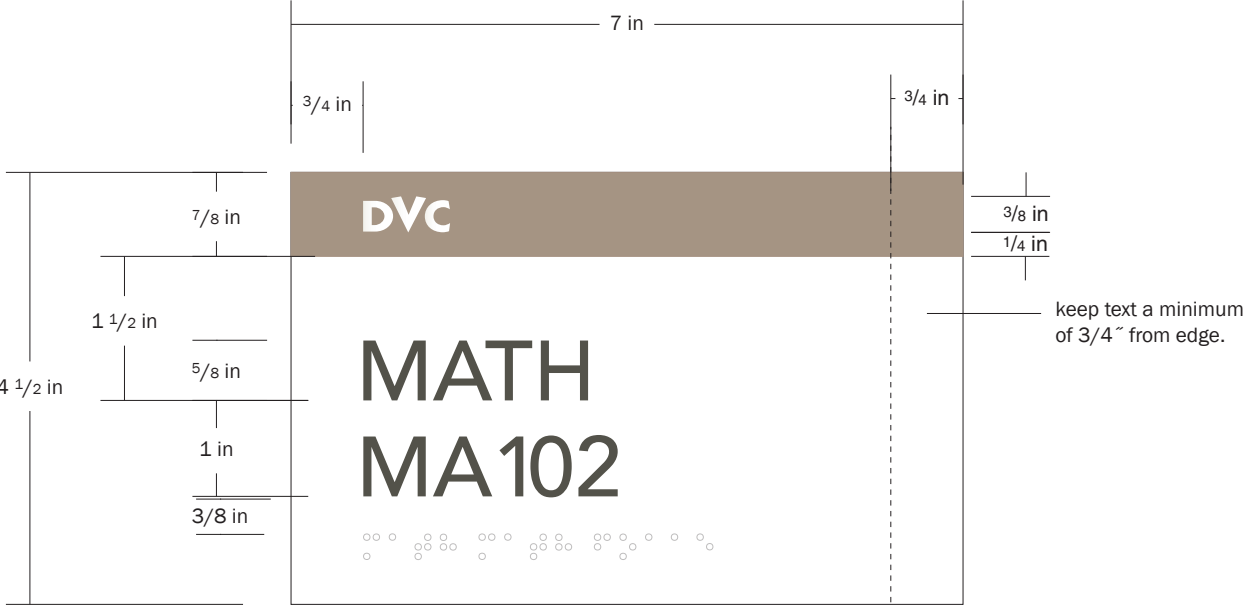 7 in
3/4 in
3/4 in
7/8 in
DVC
3/8 in
1/4 in
1 1/2 in
keep text a minimum
of 3/4˝ from edge.
5/8 in
MATH
4 1/2 in
1 in
MA102
3/8 in